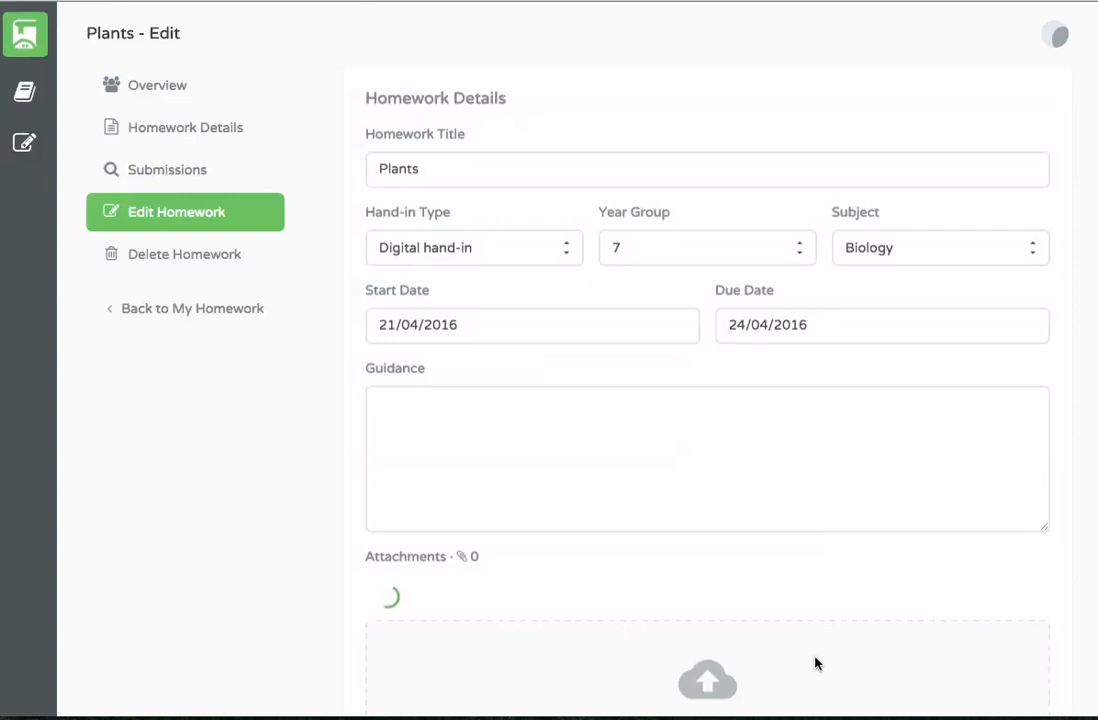 Plants - Edit
Overview
Homework Details
Submissions
Edit Homework
Delete Homework
Back to My Homework
Homework Details
Homework Title
Plants
Hand-in Type
Year Group
Subject
Digital hand-in
7
Biology
Start Date
Due Date
21/04/2016
24/04/2016
Guidance
Attachments · 0